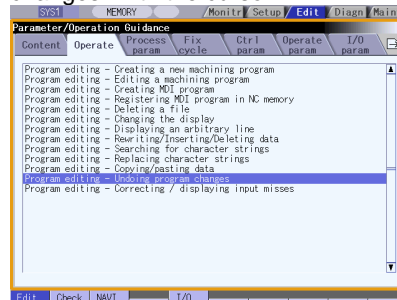 SYS1 MEMORY Monitr Setup Edit Diagn Main
Parameter/Operation Guidance
Content Operate Process param Fix cycle Ctrl param Operate param I/O param
Program editing - Creating a new machining program
Program editing - Editing a machining program
Program editing - Creating MDI program
Program editing - Registering MDI program in NC memory
Program editing - Deleting a file
Program editing - Changing the display
Program editing - Displaying an arbitrary line
Program editing - Rewriting/Inserting/Deleting data
Program editing - Searching for character strings
Program editing - Replacing character strings
Program editing - Copying/pasting data
Program editing - Undoing program changes
Program editing - Correcting / displaying input misses
Edit Check NAVI I/O